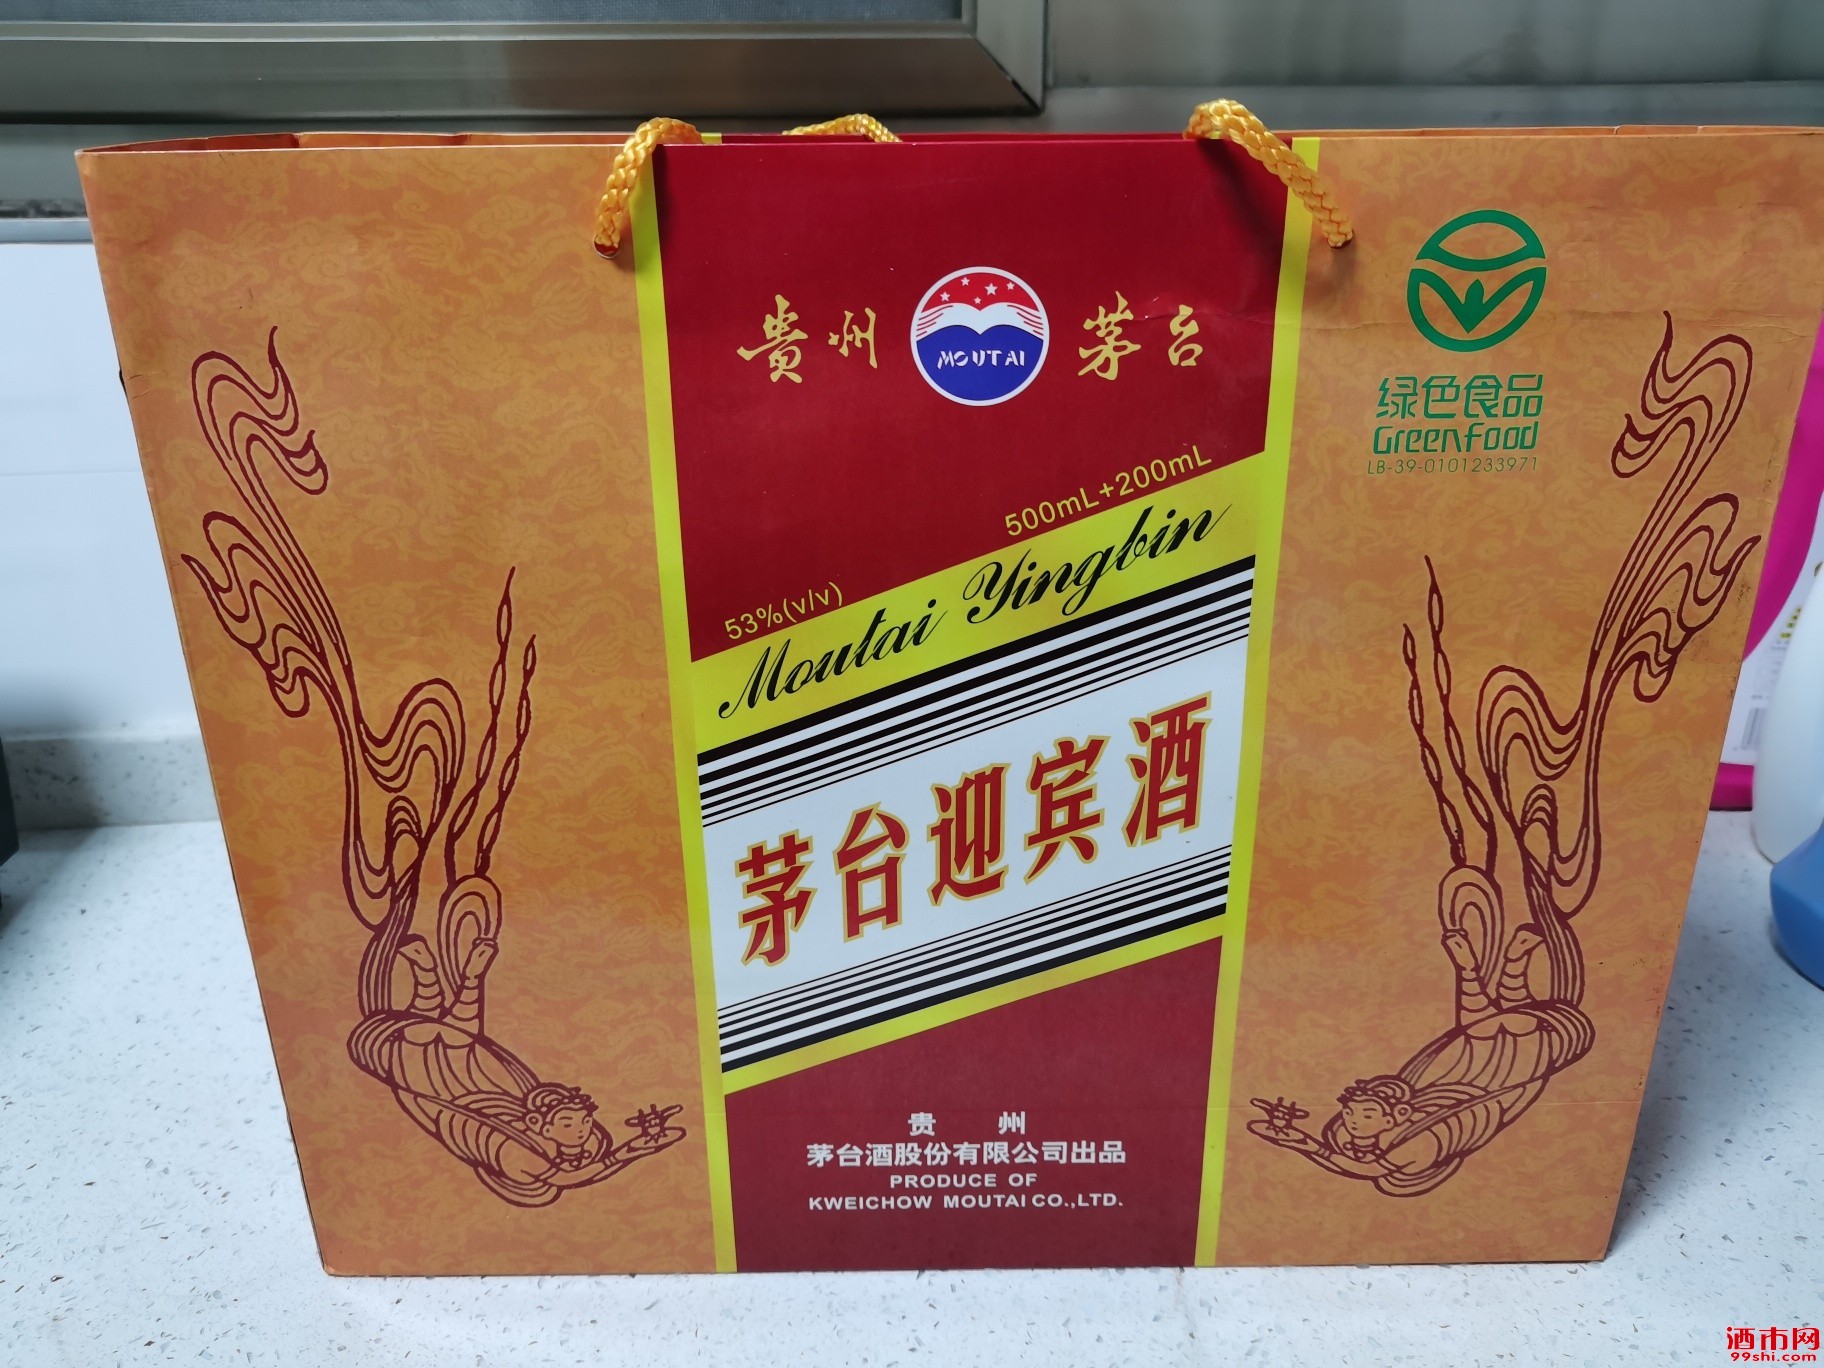 贵州 MOUTAI 茅台
绿色食品
GreenFood
LB-39-0101233971
500mL+200mL
53%(v/v)
Moutai Yingbin
茅台迎宾酒
贵 州
茅台酒股份有限公司出品
PRODUCE OF
KWEICHOW MOUTAI CO.,LTD.
酒市网
99shi.com